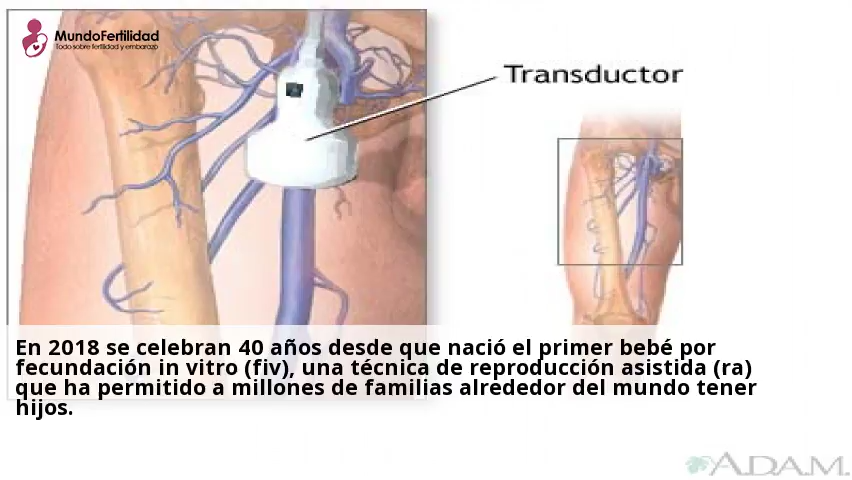 MundoFertilidad
Todo sobre fertilidad y embarazo
Transductor
En 2018 se celebran 40 años desde que nació el primer bebé por
fecundación in vitro (fiv), una técnica de reproducción asistida (ra)
que ha permitido a millones de familias alrededor del mundo tener
hijos.
A.D.A.M.